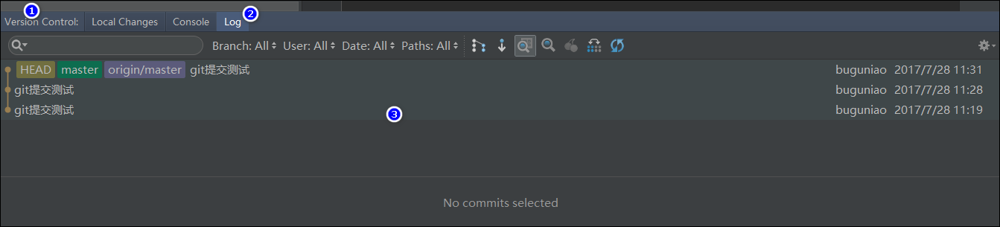 1
2
Version Control: Local Changes Console Log
Branch: All User: All Date: All Paths: All
HEAD master origin/master git提交测试 buguniao 2017/7/28 11:31
git提交测试 buguniao 2017/7/28 11:28
git提交测试 3 buguniao 2017/7/28 11:19
No commits selected